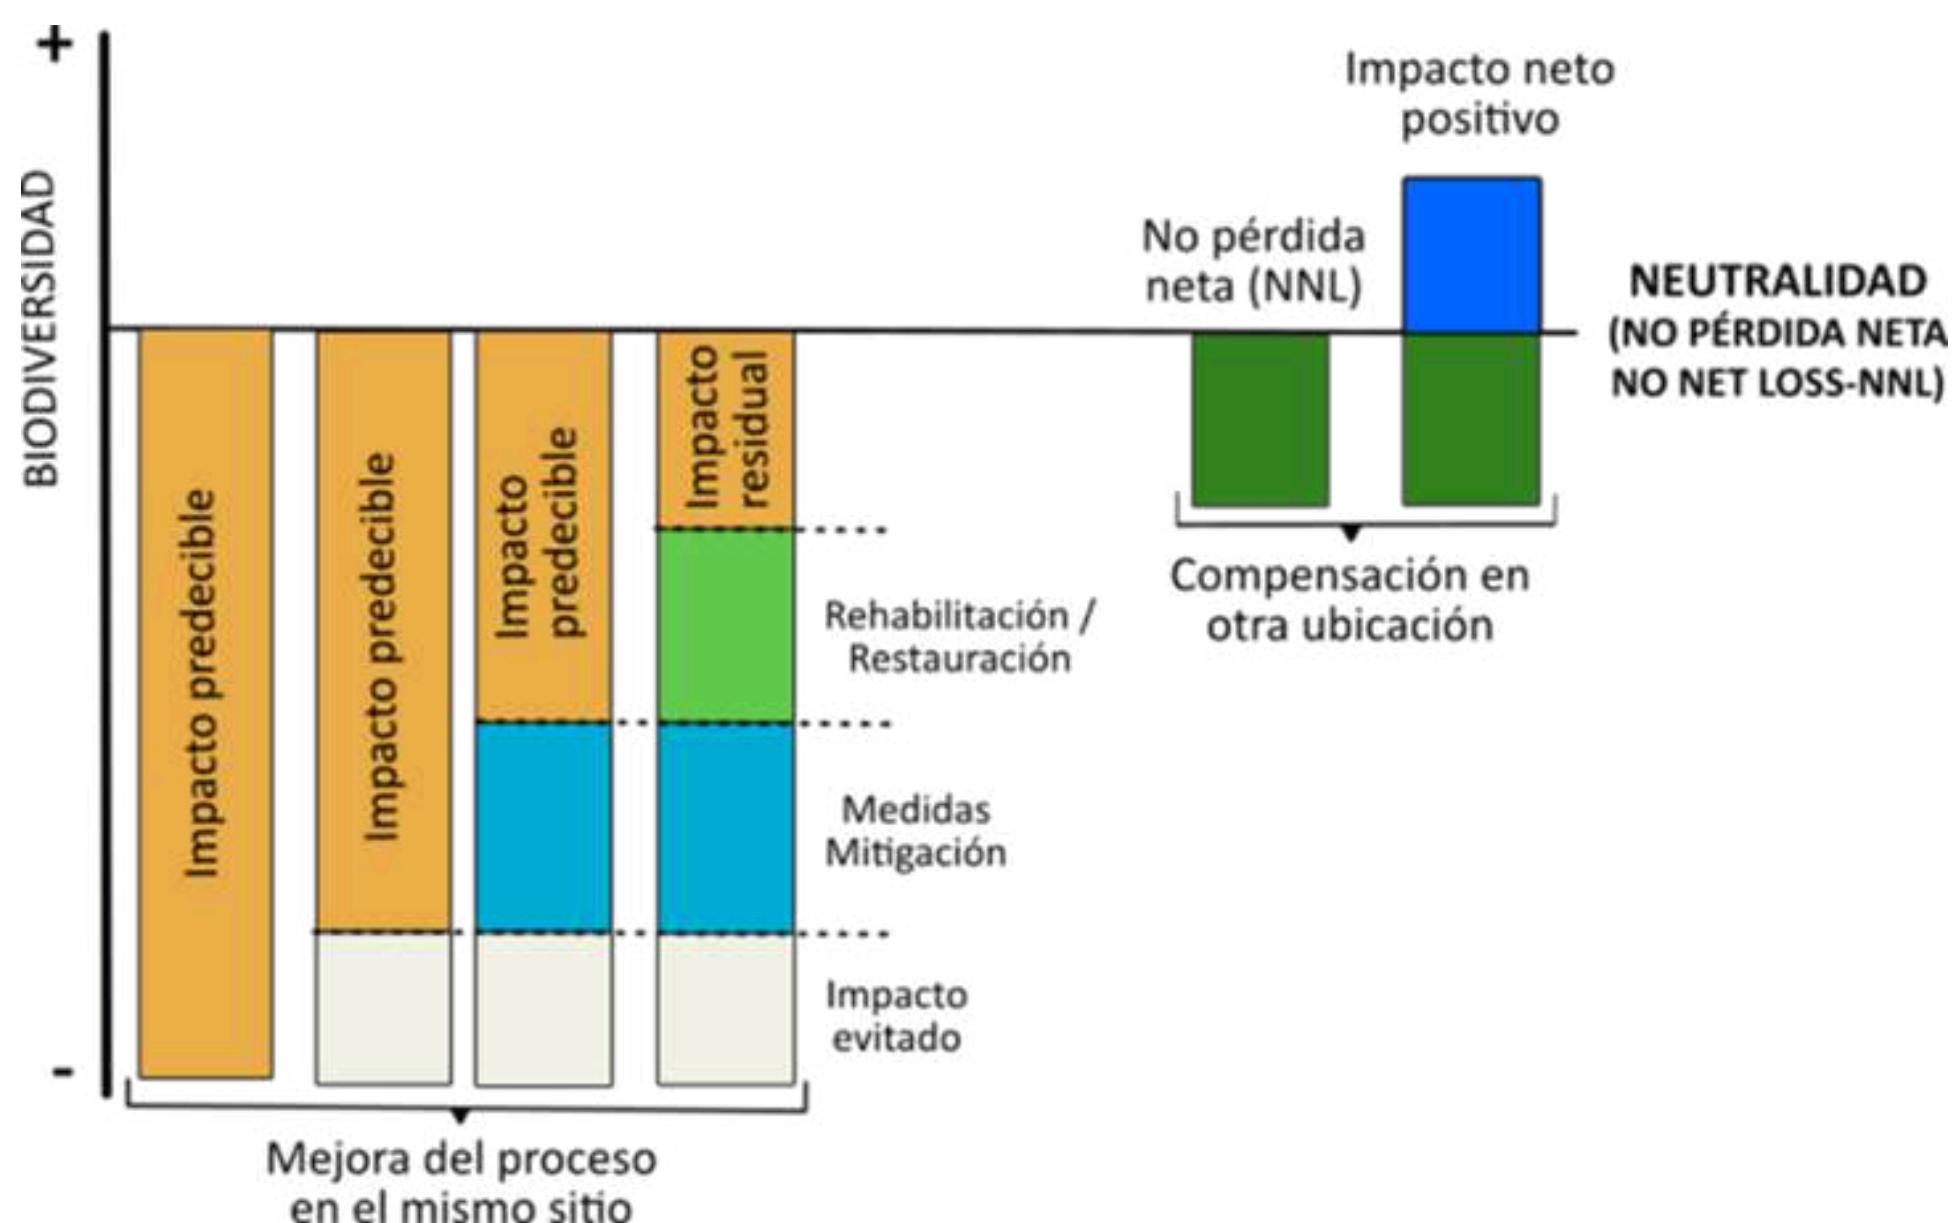 +
BIODIVERSIDAD
-
Impacto predecible
Impacto predecible
Impacto
predecible
Impacto
residual
Rehabilitación /
Restauración
Medidas
Mitigación
Impacto
evitado
Mejora del proceso
en el mismo sitio
No pérdida
neta (NNL)
Impacto neto
positivo
Compensación en
otra ubicación
NEUTRALIDAD
(NO PÉRDIDA NETA
NO NET LOSS-NNL)